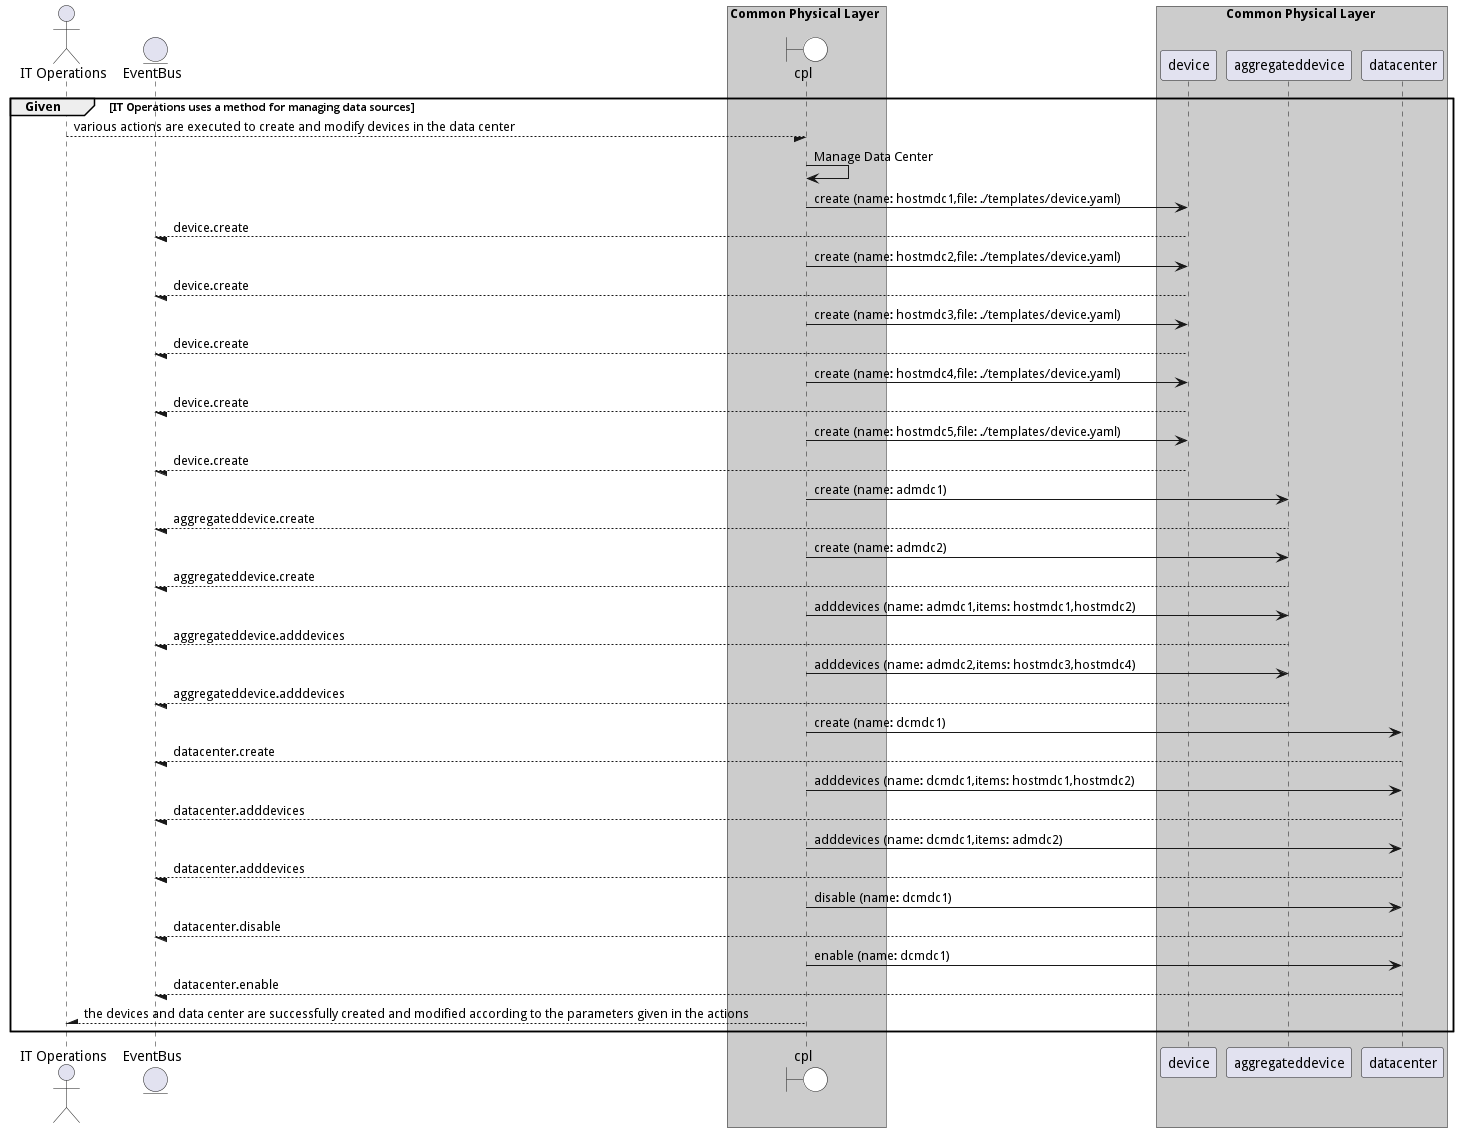 Common Physical Layer
Common Physical Layer
IT Operations
EventBus
cpl
device
aggregateddevice
datacenter
Given
[IT Operations uses a method for managing data sources]
various actions are executed to create and modify devices in the data center
Manage Data Center
create (name: hostmdc1,file: ./templates/device.yaml)
device.create
create (name: hostmdc2,file: ./templates/device.yaml)
device.create
create (name: hostmdc3,file: ./templates/device.yaml)
device.create
create (name: hostmdc4,file: ./templates/device.yaml)
device.create
create (name: hostmdc5,file: ./templates/device.yaml)
device.create
create (name: admdc1)
aggregateddevice.create
create (name: admdc2)
aggregateddevice.create
adddevices (name: admdc1,items: hostmdc1,hostmdc2)
aggregateddevice.adddevices
adddevices (name: admdc2,items: hostmdc3,hostmdc4)
aggregateddevice.adddevices
create (name: dcmdc1)
datacenter.create
adddevices (name: dcmdc1,items: hostmdc1,hostmdc2)
datacenter.adddevices
adddevices (name: dcmdc1,items: admdc2)
datacenter.adddevices
disable (name: dcmdc1)
datacenter.disable
enable (name: dcmdc1)
datacenter.enable
the devices and data center are successfully created and modified according to the parameters given in the actions
IT Operations
EventBus
cpl
device
aggregateddevice
datacenter